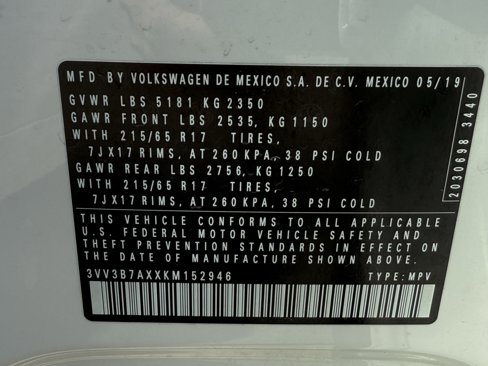 MFD BY VOLKSWAGEN DE MEXICO S.A. DE C.V. MEXICO 05/19
GVWR LBS 5181 KG 2350
GAWR FRONT LBS 2535, KG 1150
WITH 215/65 R17 TIRES,
7JX17 RIMS, AT 260 KPA, 38 PSI COLD
GAWR REAR LBS 2756, KG 1250
WITH 215/65 R17 TIRES,
7JX17 RIMS, AT 260 KPA, 38 PSI COLD
2030698 3440
THIS VEHICLE CONFORMS TO ALL APPLICABLE
U.S. FEDERAL MOTOR VEHICLE SAFETY AND
THEFT PREVENTION STANDARDS IN EFFECT ON
THE DATE OF MANUFACTURE SHOWN ABOVE.
3VV3B7AXXKM152946 TYPE: MPV